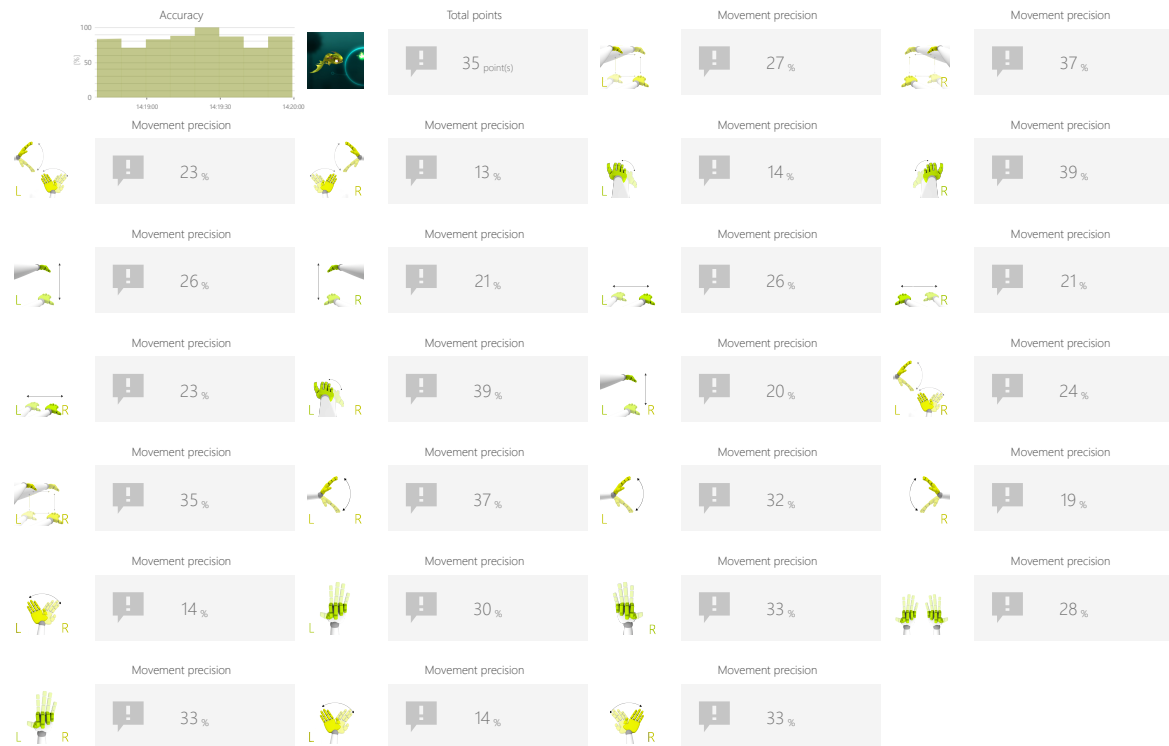 Accuracy
Total points
Movement precision
Movement precision
100
50
0
(%)
14:19:00
14:19:30
14:20:00
35 point(s)
L
27 %
R
37 %
Movement precision
Movement precision
Movement precision
Movement precision
L
23 %
R
13 %
L
14 %
R
39 %
Movement precision
Movement precision
Movement precision
Movement precision
L
26 %
R
21 %
L
26 %
R
21 %
Movement precision
Movement precision
Movement precision
Movement precision
L R
23 %
L R
39 %
L R
20 %
L R
24 %
Movement precision
Movement precision
Movement precision
Movement precision
L R
35 %
L R
37 %
L
32 %
R
19 %
Movement precision
Movement precision
Movement precision
Movement precision
L R
14 %
L
30 %
R
33 %
28 %
Movement precision
Movement precision
Movement precision
L R
33 %
L
14 %
R
33 %